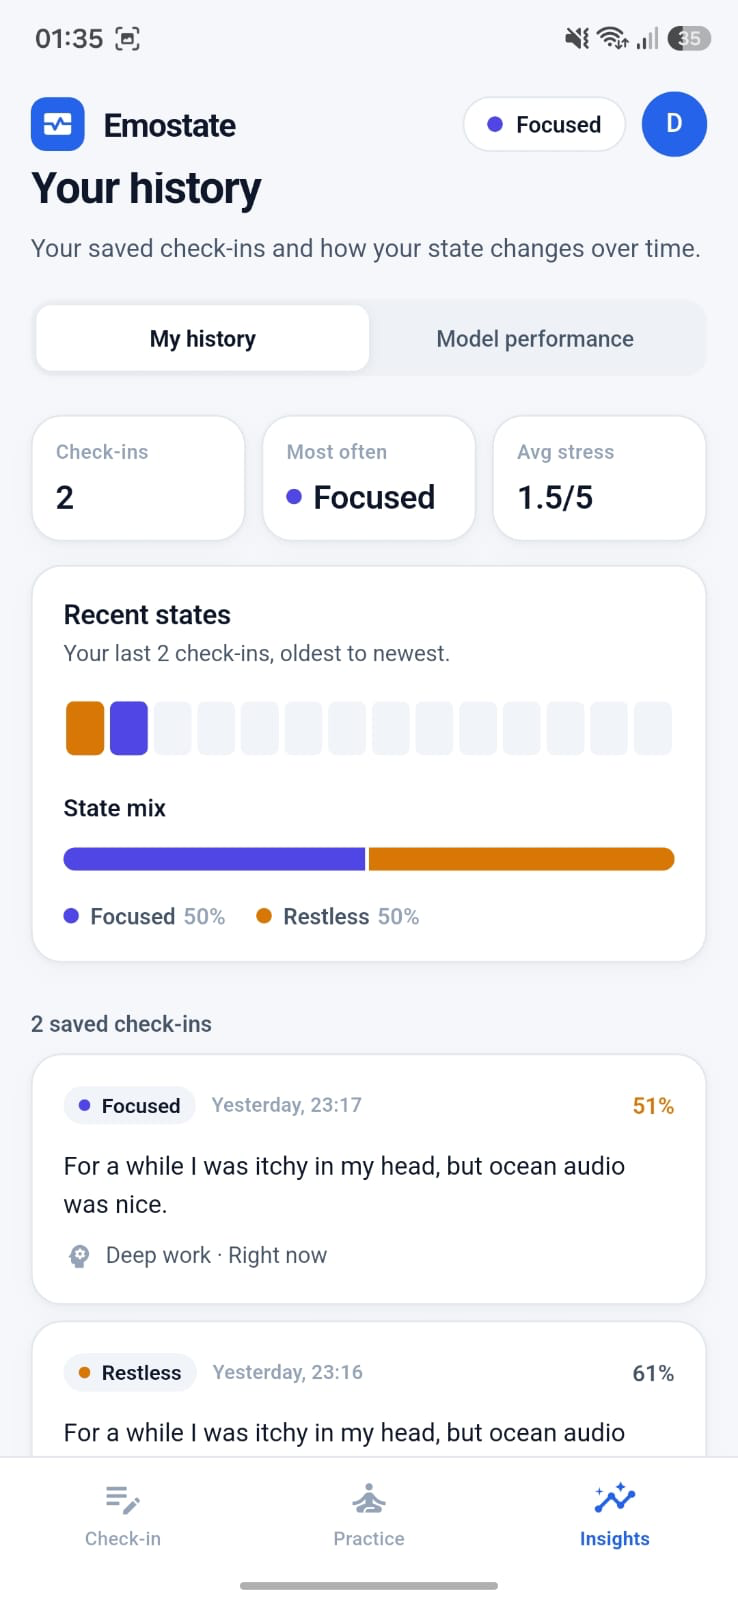 01:35
35
Emostate
Focused
D
Your history
Your saved check-ins and how your state changes over time.
My history
Model performance
Check-ins
Most often
Avg stress
2
Focused
1.5/5
Recent states
Your last 2 check-ins, oldest to newest.
State mix
Focused 50%
Restless 50%
2 saved check-ins
Focused
Yesterday, 23:17
51%
For a while I was itchy in my head, but ocean audio
was nice.
Deep work · Right now
Restless
Yesterday, 23:16
61%
For a while I was itchy in my head, but ocean audio
Check-in
Practice
Insights